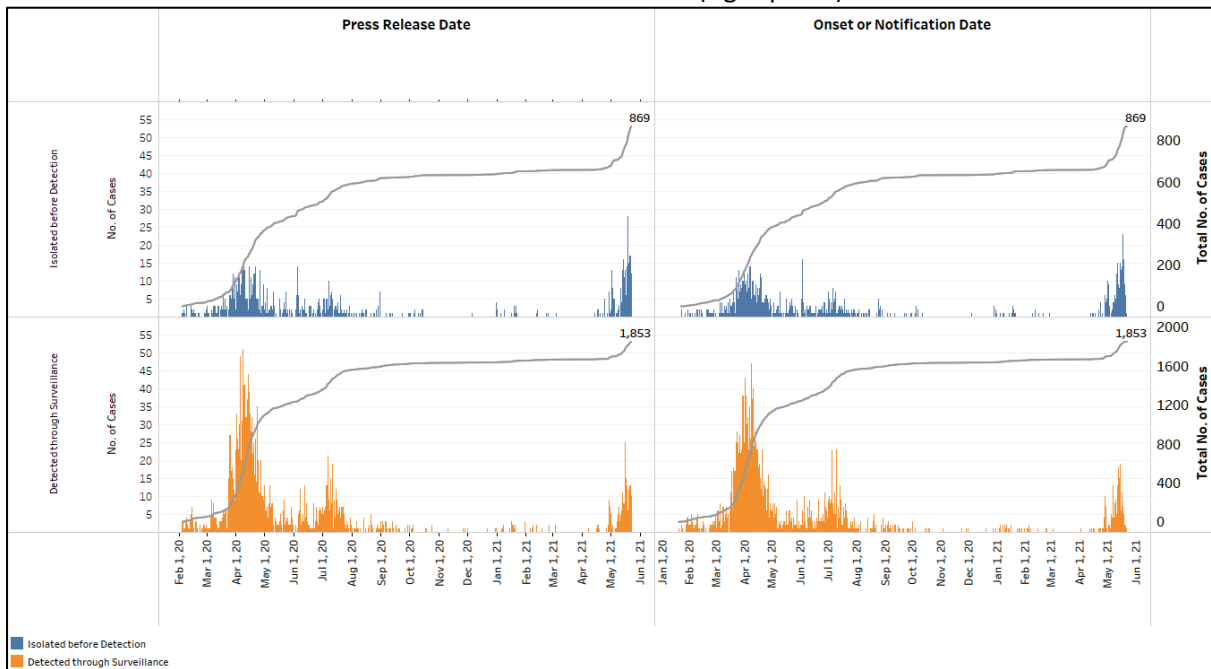 Press Release Date
Onset or Notification Date
Isolated before Detection
No. of Cases
55
50
45
40
35
30
25
20
15
10
5
869
869
800
600
400
200
0
Total No. of Cases
Detected through Surveillance
No. of Cases
55
50
45
40
35
30
25
20
15
10
5
1,853
1,853
2000
1600
1200
800
400
0
Total No. of Cases
Feb 1, 20
Mar 1, 20
Apr 1, 20
May 1, 20
Jun 1, 20
Jul 1, 20
Aug 1, 20
Sep 1, 20
Oct 1, 20
Nov 1, 20
Dec 1, 20
Jan 1, 21
Feb 1, 21
Mar 1, 21
Apr 1, 21
May 1, 21
Jun 1, 21
Jan 1, 20
Feb 1, 20
Mar 1, 20
Apr 1, 20
May 1, 20
Jun 1, 20
Jul 1, 20
Aug 1, 20
Sep 1, 20
Oct 1, 20
Nov 1, 20
Dec 1, 20
Jan 1, 21
Feb 1, 21
Mar 1, 21
Apr 1, 21
May 1, 21
Jun 1, 21
Isolated before Detection
Detected through Surveillance